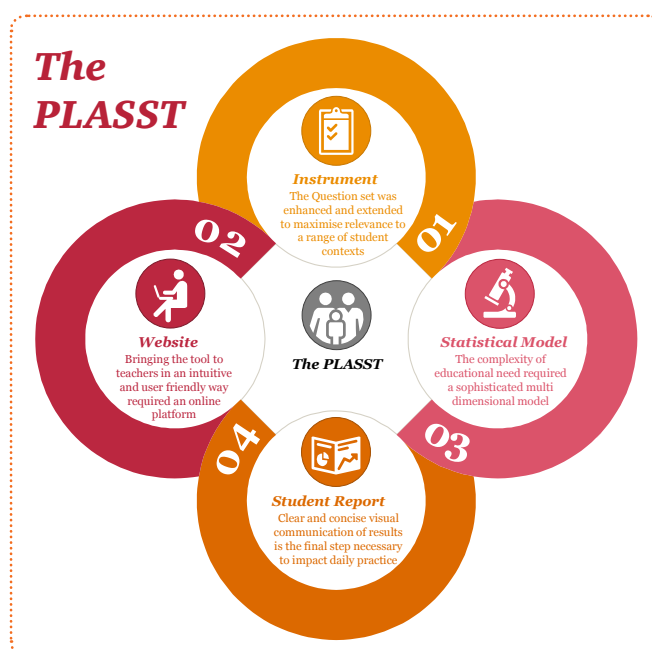 The
PLASST
Instrument
The Question set was
enhanced and extended
to maximise relevance to
a range of student
contexts
01
02
Website
Bringing the tool to
teachers in an intuitive
and user friendly way
required an online
platform
The PLASST
Statistical Model
The complexity of
educational need required
a sophisticated multi
dimensional model
03
04
Student Report
Clear and concise visual
communication of results
is the final step necessary
to impact daily practice